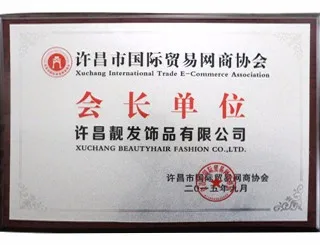 许昌市国际贸易网商协会
Xuchang International Trade E-Commerce Association
会长单位
许昌靓发饰品有限公司
XUCHANG BEAUTYHAIR FASHION CO.,LTD.
许昌市国际贸易网商协会
二〇一五年九月